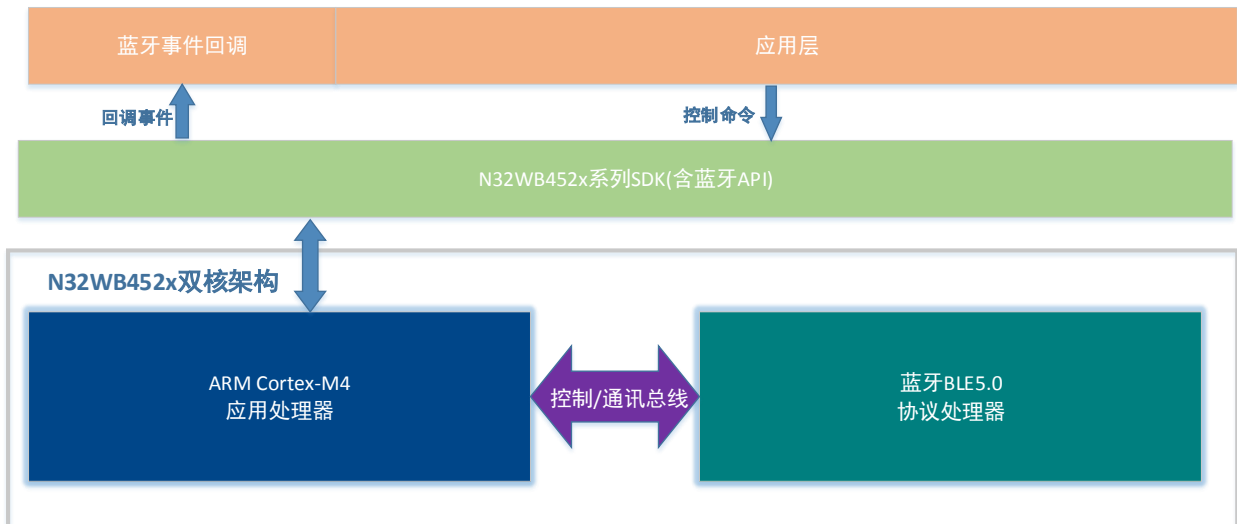 蓝牙事件回调
应用层
回调事件
控制命令
N32WB452x系列SDK(含蓝牙API)
N32WB452x双核架构
ARM Cortex-M4
应用处理器
控制/通讯总线
蓝牙BLE5.0
协议处理器